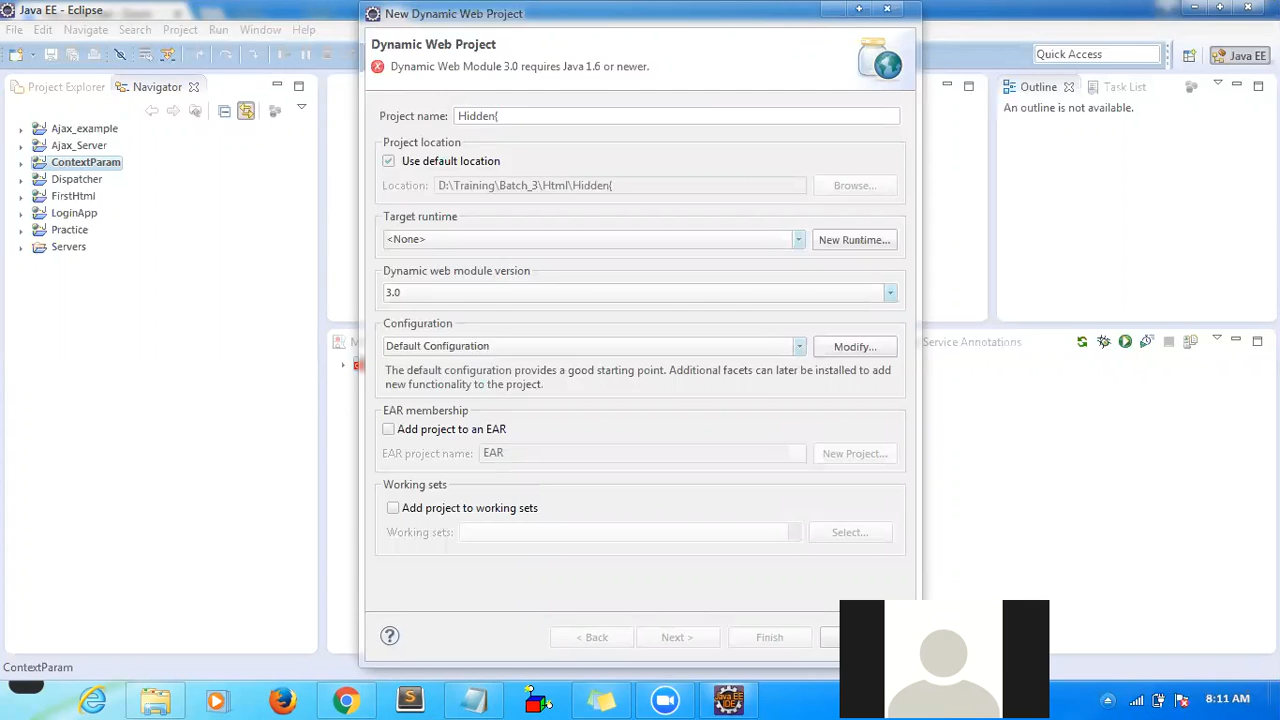 Java EE - Eclipse
New Dynamic Web Project
File Edit Navigate Search Project Run Window Help
Dynamic Web Project
Dynamic Web Module 3.0 requires Java 1.6 or newer.
Quick Access
Java EE
Project Explorer
Navigator
Outline
Task List
An outline is not available.
Ajax_example
Ajax_Server
ContextParam
Dispatcher
FirstHtml
LoginApp
Practice
Servers
Project name: Hidden{
Project location
Use default location
Location: D:\Training\Batch_3\Html\Hidden{
Browse...
Target runtime
<None>
New Runtime...
Dynamic web module version
3.0
Configuration
Default Configuration
Modify...
The default configuration provides a good starting point. Additional facets can later be installed to add
new functionality to the project.
Service Annotations
EAR membership
Add project to an EAR
EAR project name: EAR
New Project...
Working sets
Add project to working sets
Working sets:
Select...
< Back
Next >
Finish
ContextParam
Java EE
IDE
8:11 AM